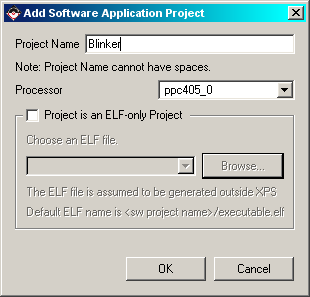 Add Software Application Project
Project Name Blinker
Note: Project Name cannot have spaces.
Processor ppc405_0
Project is an ELF-only Project
Choose an ELF file.
Browse...
The ELF file is assumed to be generated outside XPS
Default ELF name is <sw project name>/executable.elf
OK Cancel